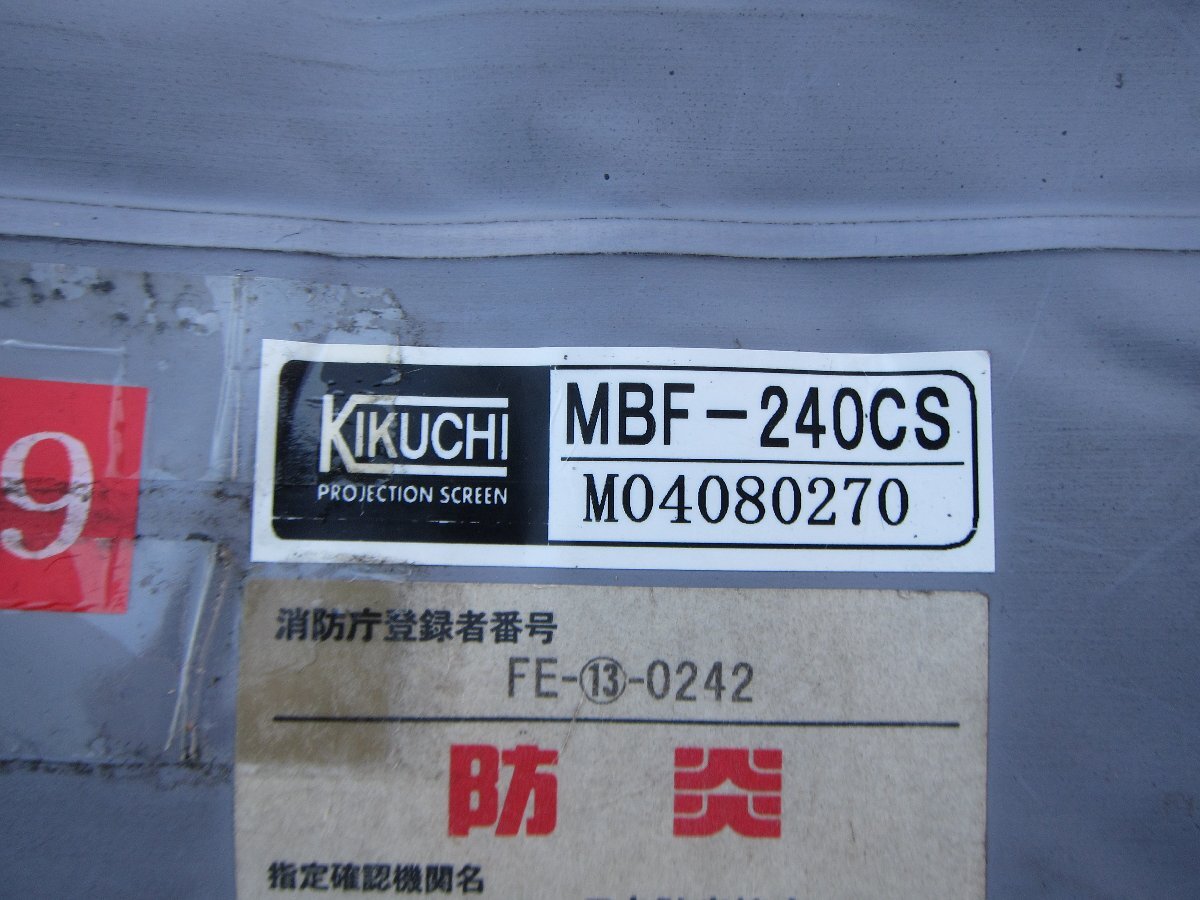 KIKUCHI
PROJECTION SCREEN
MBF-240CS
M04080270
9
消防庁登録者番号
FE-⑬-0242
防炎
指定確認機関名